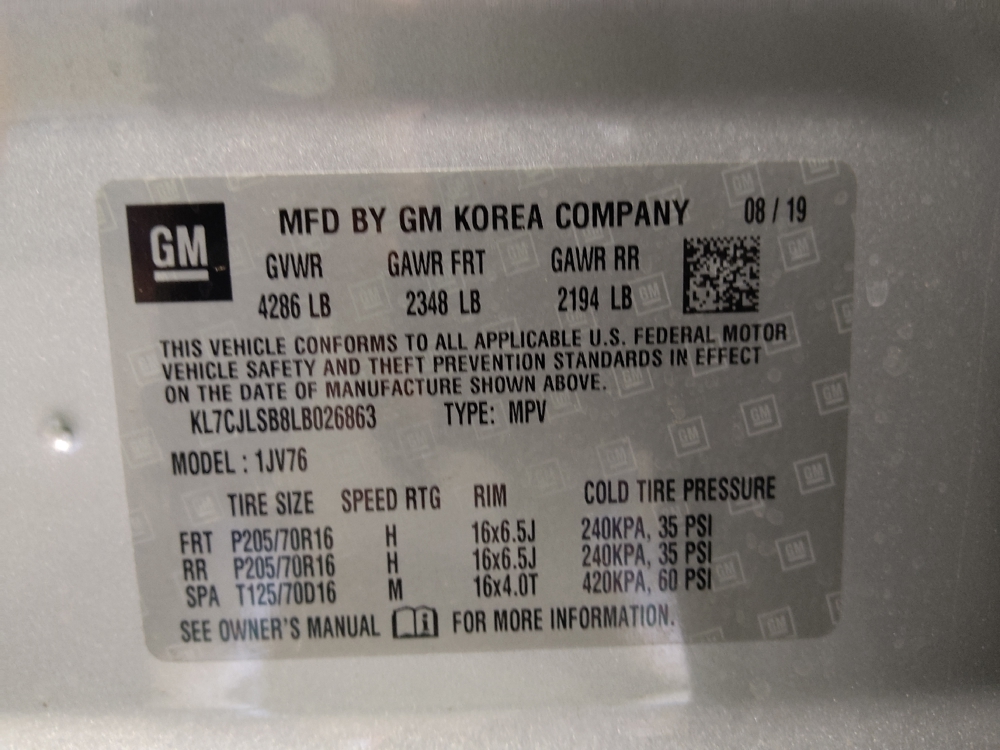 GM
MFD BY GM KOREA COMPANY 08 / 19
GVWR GAWR FRT GAWR RR
4286 LB 2348 LB 2194 LB
THIS VEHICLE CONFORMS TO ALL APPLICABLE U.S. FEDERAL MOTOR
VEHICLE SAFETY AND THEFT PREVENTION STANDARDS IN EFFECT
ON THE DATE OF MANUFACTURE SHOWN ABOVE.
KL7CJLSB8LB026863 TYPE: MPV
MODEL : 1JV76
TIRE SIZE SPEED RTG RIM COLD TIRE PRESSURE
FRT P205/70R16 H 16x6.5J 240KPA, 35 PSI
RR P205/70R16 H 16x6.5J 240KPA, 35 PSI
SPA T125/70D16 M 16x4.0T 420KPA, 60 PSI
SEE OWNER'S MANUAL i FOR MORE INFORMATION.